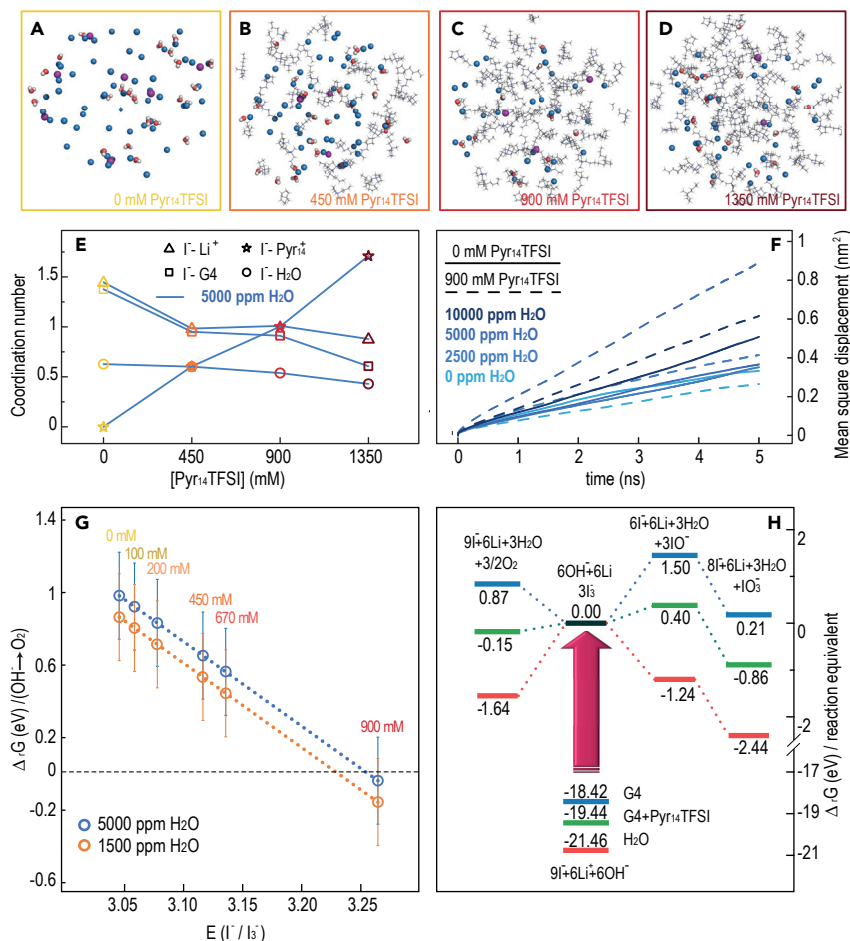 A
B
C
D
0 mM Pyr₁₄TFSI
450 mM Pyr₁₄TFSI
900 mM Pyr₁₄TFSI
1350 mM Pyr₁₄TFSI
E
I⁻- Li⁺
I⁻- Pyr₁₄⁺
I⁻- G4
I⁻- H₂O
5000 ppm H₂O
Coordination number
1.5
1
0.5
0
0
450
900
1350
[Pyr₁₄TFSI] (mM)
F
0 mM Pyr₁₄TFSI
900 mM Pyr₁₄TFSI
10000 ppm H₂O
5000 ppm H₂O
2500 ppm H₂O
0 ppm H₂O
Mean square displacement (nm²)
1
0.8
0.6
0.4
0.2
0
0
1
2
3
4
5
time (ns)
G
0 mM
100 mM
200 mM
450 mM
670 mM
900 mM
5000 ppm H₂O
1500 ppm H₂O
ΔᵣG (eV) /(OH⁻→O₂)
1.4
1
0.6
0.2
0
-0.2
-0.6
3.05
3.10
3.15
3.20
3.25
E (I⁻ / I₃⁻)
H
9I⁻+6Li+3H₂O
+3/2O₂
0.87
-0.15
-1.64
6OH⁻+6Li
3I₃⁻
0.00
6I⁻+6Li+3H₂O
+3IO⁻
1.50
0.40
-1.24
8I⁻+6Li+3H₂O
+IO₃⁻
0.21
-0.86
-2.44
-18.42 G4
-19.44 G4+Pyr₁₄TFSI
-21.46 H₂O
9I⁻+6Li⁺+6OH⁻
2
0
-2
-17
-19
-21
ΔᵣG (eV) / reaction equivalent